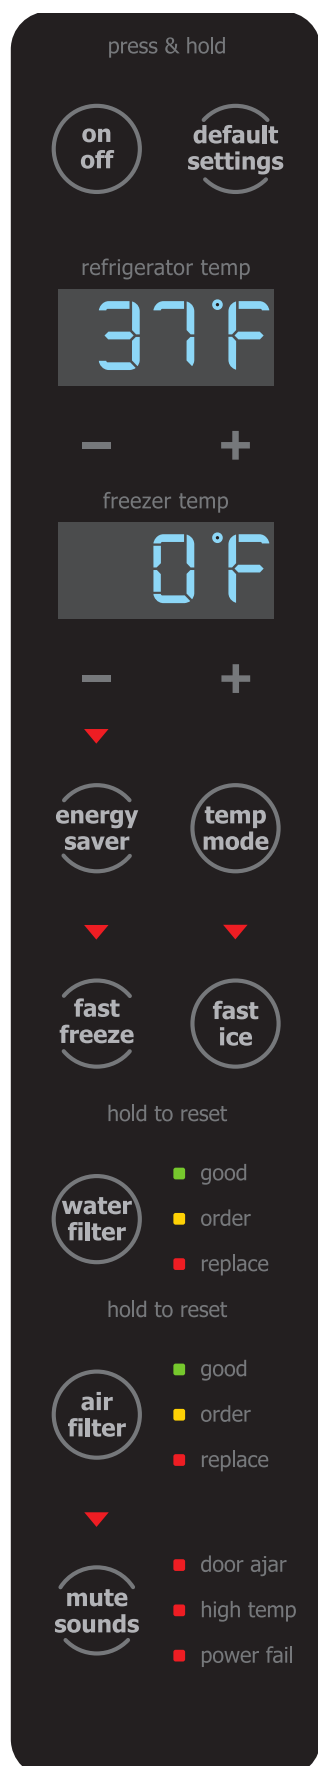 press & hold
on default
off settings
refrigerator temp
37°F
− +
freezer temp
0°F
− +
energy temp
saver mode
fast fast
freeze ice
hold to reset
good
water
filter order
replace
hold to reset
good
air
filter order
replace
door ajar
mute
sounds high temp
power fail